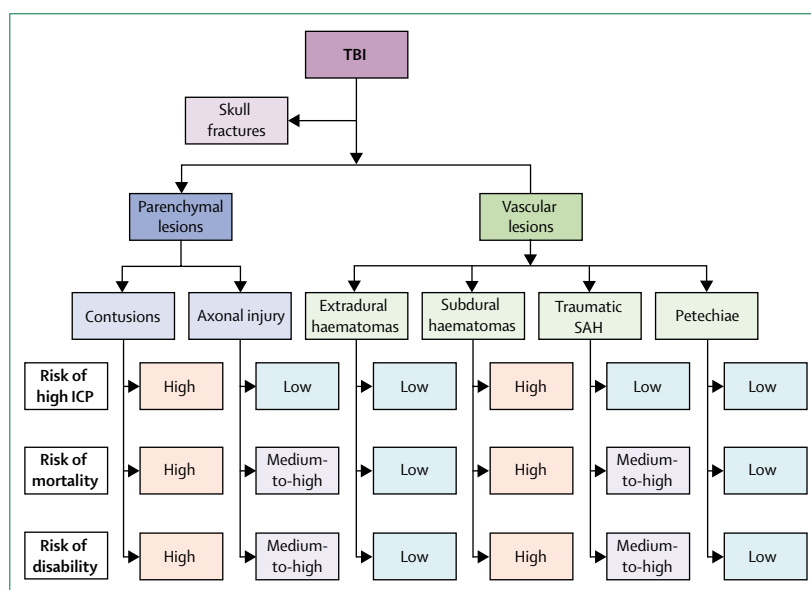 TBI
Skull
fractures
Parenchymal
lesions
Vascular
lesions
Contusions
Axonal injury
Extradural
haematomas
Subdural
haematomas
Traumatic
SAH
Petechiae
Risk of
high ICP
High
Low
Low
High
Low
Low
Risk of
mortality
High
Medium-
to-high
Low
High
Medium-
to-high
Low
Risk of
disability
High
Medium-
to-high
Low
High
Medium-
to-high
Low